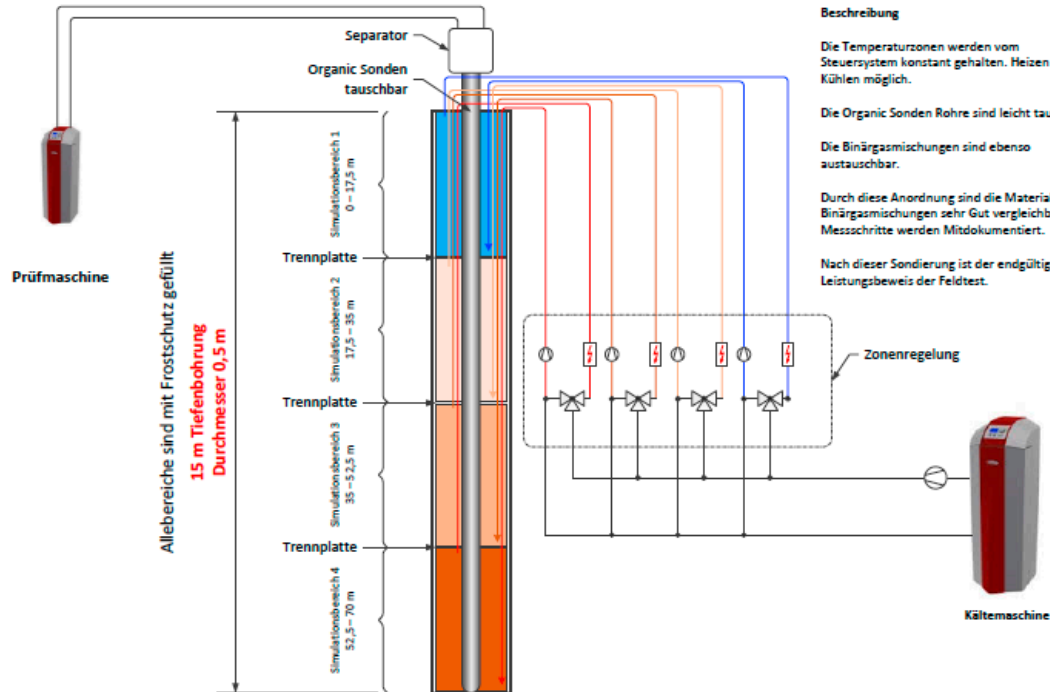 Separator
Organic Sonden
tauschbar
Prüfmaschine
Allebereiche sind mit Frostschutz gefüllt
15 m Tiefenbohrung
Durchmesser 0,5 m
Simulationsbereich 1
0 – 17,5 m
Trennplatte
Simulationsbereich 2
17,5 – 35 m
Trennplatte
Simulationsbereich 3
35 – 52,5 m
Trennplatte
Simulationsbereich 4
52,5 – 70 m
Beschreibung
Die Temperaturzonen werden vom
Steuersystem konstant gehalten. Heizen
Kühlen möglich.
Die Organic Sonden Rohre sind leicht tau
Die Binärgasmischungen sind ebenso
austauschbar.
Durch diese Anordnung sind die Material
Binärgasmischungen sehr Gut vergleichb
Messschritte werden Mitdokumentiert.
Nach dieser Sondierung ist der endgültig
Leistungsbeweis der Feldtest.
Zonenregelung
Kältemaschine